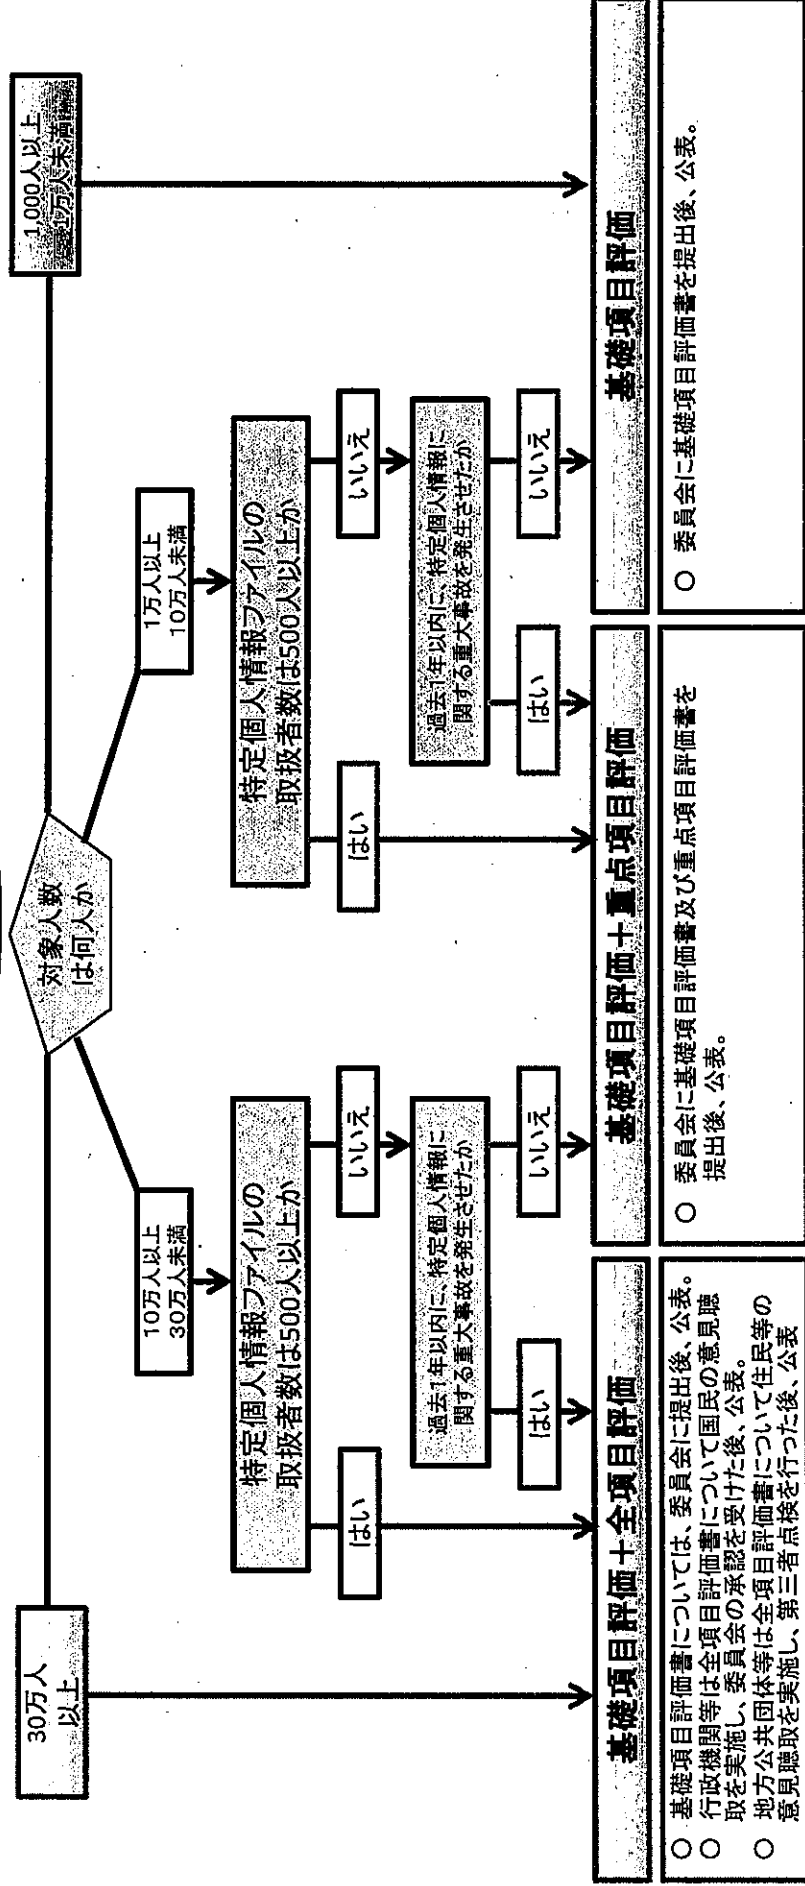 対象人数
は何人か
30万人
以上
10万人以上
30万人未満
1万人以上
10万人未満
1,000人以上
1万人未満
特定個人情報ファイルの
取扱者数は500人以上か
はい
いいえ
過去1年以内に、特定個人情報に
関する重大事故を発生させたか
はい
いいえ
特定個人情報ファイルの
取扱者数は500人以上か
はい
いいえ
過去1年以内に、特定個人情報に
関する重大事故を発生させたか
はい
いいえ
基礎項目評価＋全項目評価
○ 基礎項目評価書については、委員会に提出後、公表。
○ 行政機関等は全項目評価書について国民の意見聴
取を実施し、委員会の承認を受けた後、公表。
○ 地方公共団体等は全項目評価書について住民等の
意見聴取を実施し、第三者点検を行った後、公表
基礎項目評価＋重点項目評価
○ 委員会に基礎項目評価書及び重点項目評価書を
提出後、公表。
基礎項目評価
○ 委員会に基礎項目評価書を提出後、公表。